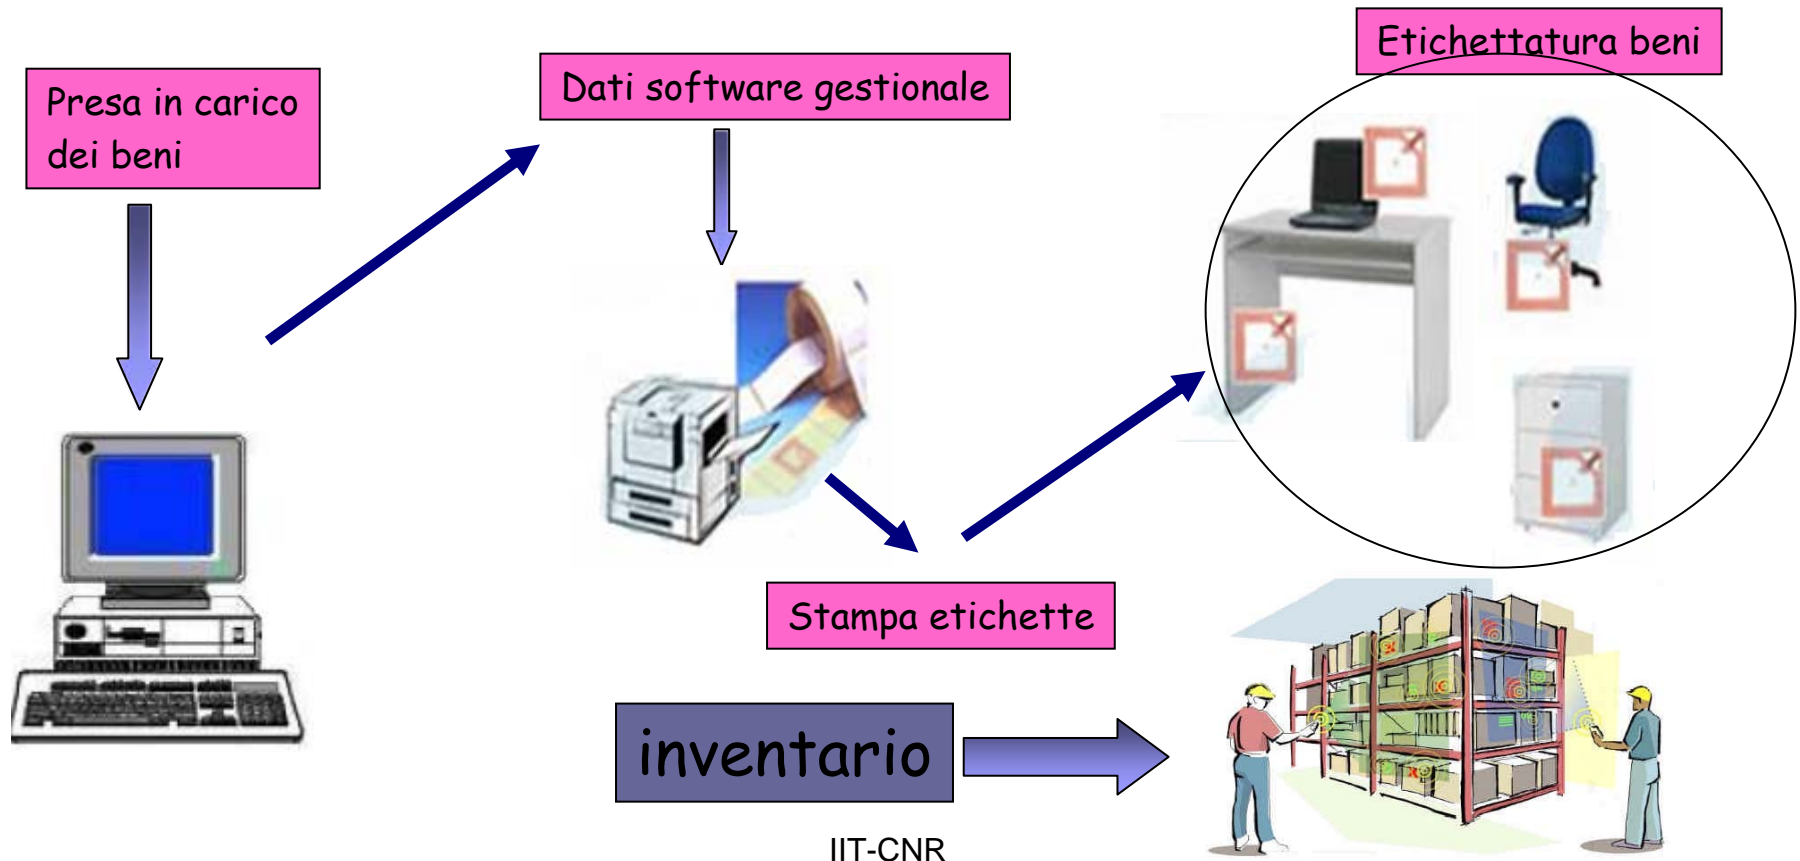 Presa in carico
dei beni
Dati software gestionale
Etichettatura beni
Stampa etichette
inventario
IIT-CNR